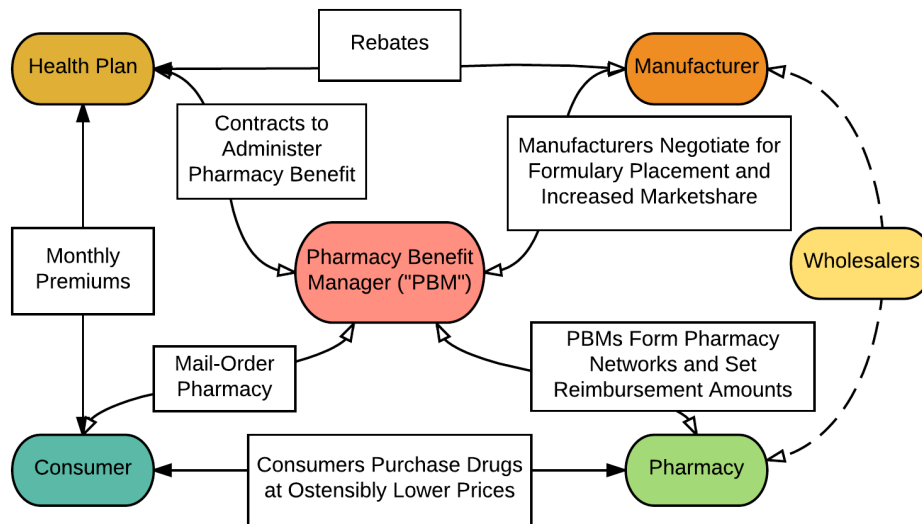 Health Plan
Rebates
Manufacturer
Contracts to
Administer
Pharmacy Benefit
Manufacturers Negotiate for
Formulary Placement and
Increased Marketshare
Monthly
Premiums
Pharmacy Benefit
Manager ("PBM")
Wholesalers
Mail-Order
Pharmacy
PBMs Form Pharmacy
Networks and Set
Reimbursement Amounts
Consumer
Consumers Purchase Drugs
at Ostensibly Lower Prices
Pharmacy